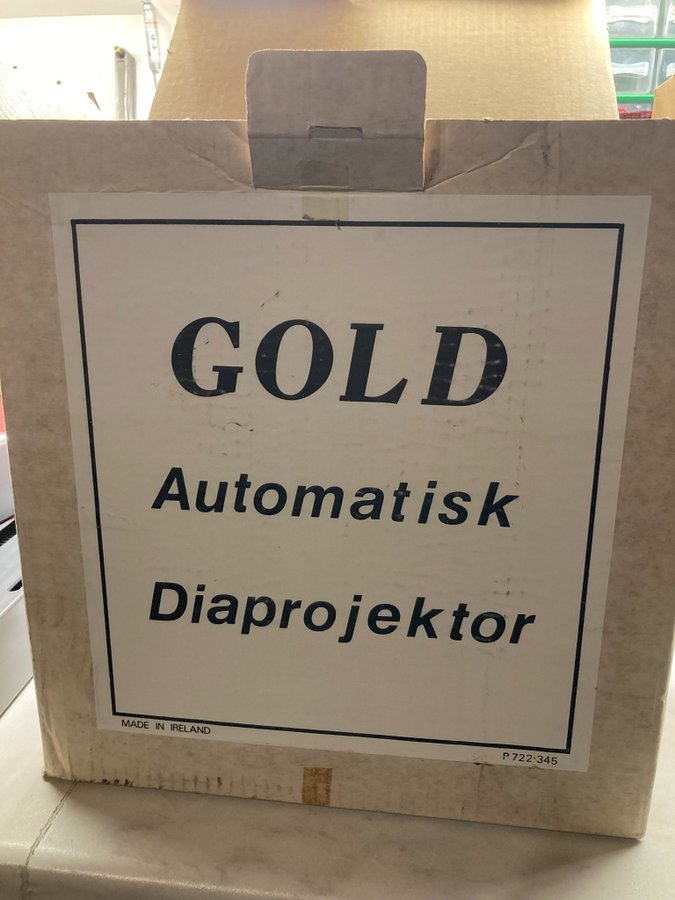 GOLD
Automatisk
Diaprojektor
MADE IN IRELAND
P722·345